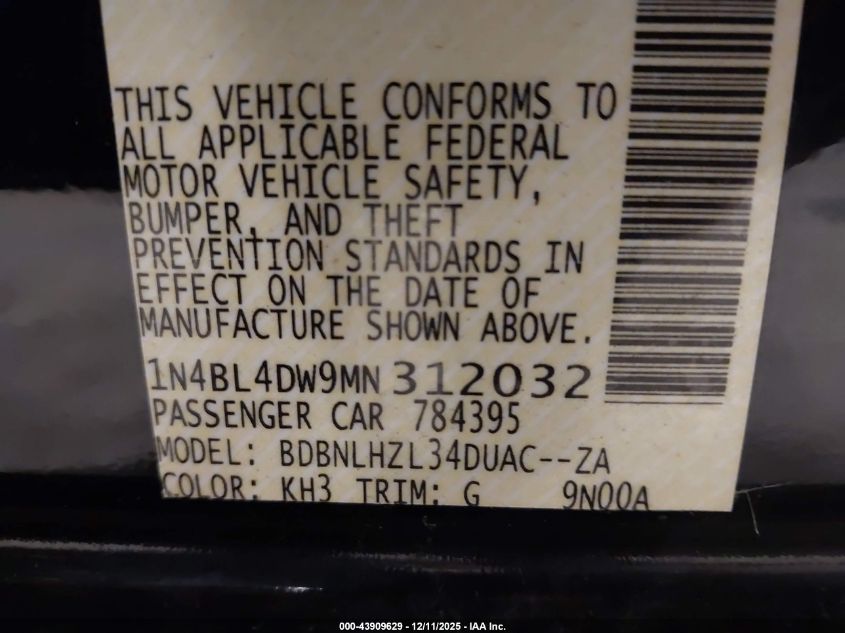 THIS VEHICLE CONFORMS TO
ALL APPLICABLE FEDERAL
MOTOR VEHICLE SAFETY,
BUMPER, AND THEFT
PREVENTION STANDARDS IN
EFFECT ON THE DATE OF
MANUFACTURE SHOWN ABOVE.
1N4BL4DW9MN312032
PASSENGER CAR 784395
MODEL: BDBNLHZL34DUAC--ZA
COLOR: KH3 TRIM: G 9N00A
000-43909629 - 12/11/2025 - IAA Inc.